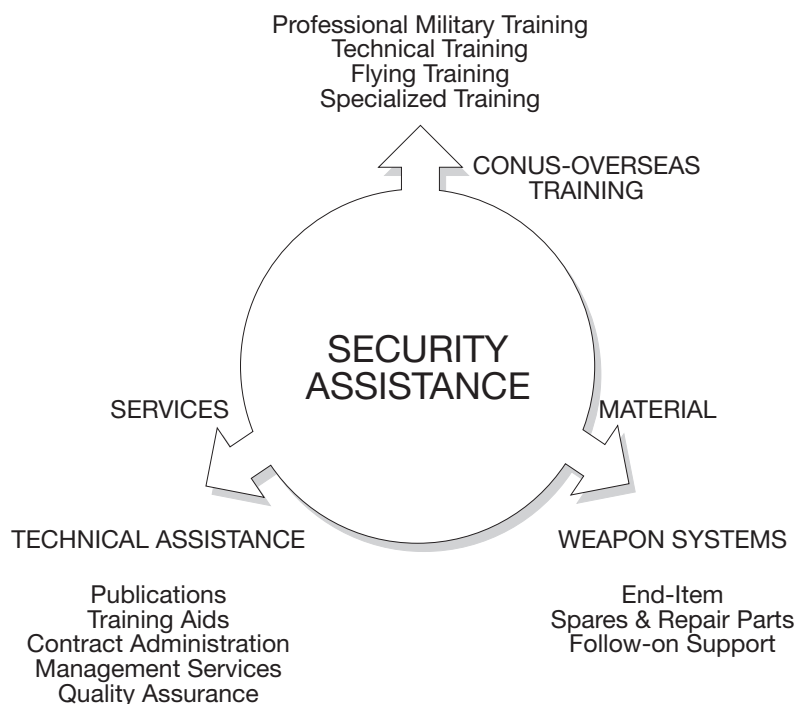 Professional Military Training
Technical Training
Flying Training
Specialized Training
CONUS-OVERSEAS
TRAINING
SECURITY
ASSISTANCE
SERVICES
MATERIAL
TECHNICAL ASSISTANCE
Publications
Training Aids
Contract Administration
Management Services
Quality Assurance
WEAPON SYSTEMS
End-Item
Spares & Repair Parts
Follow-on Support